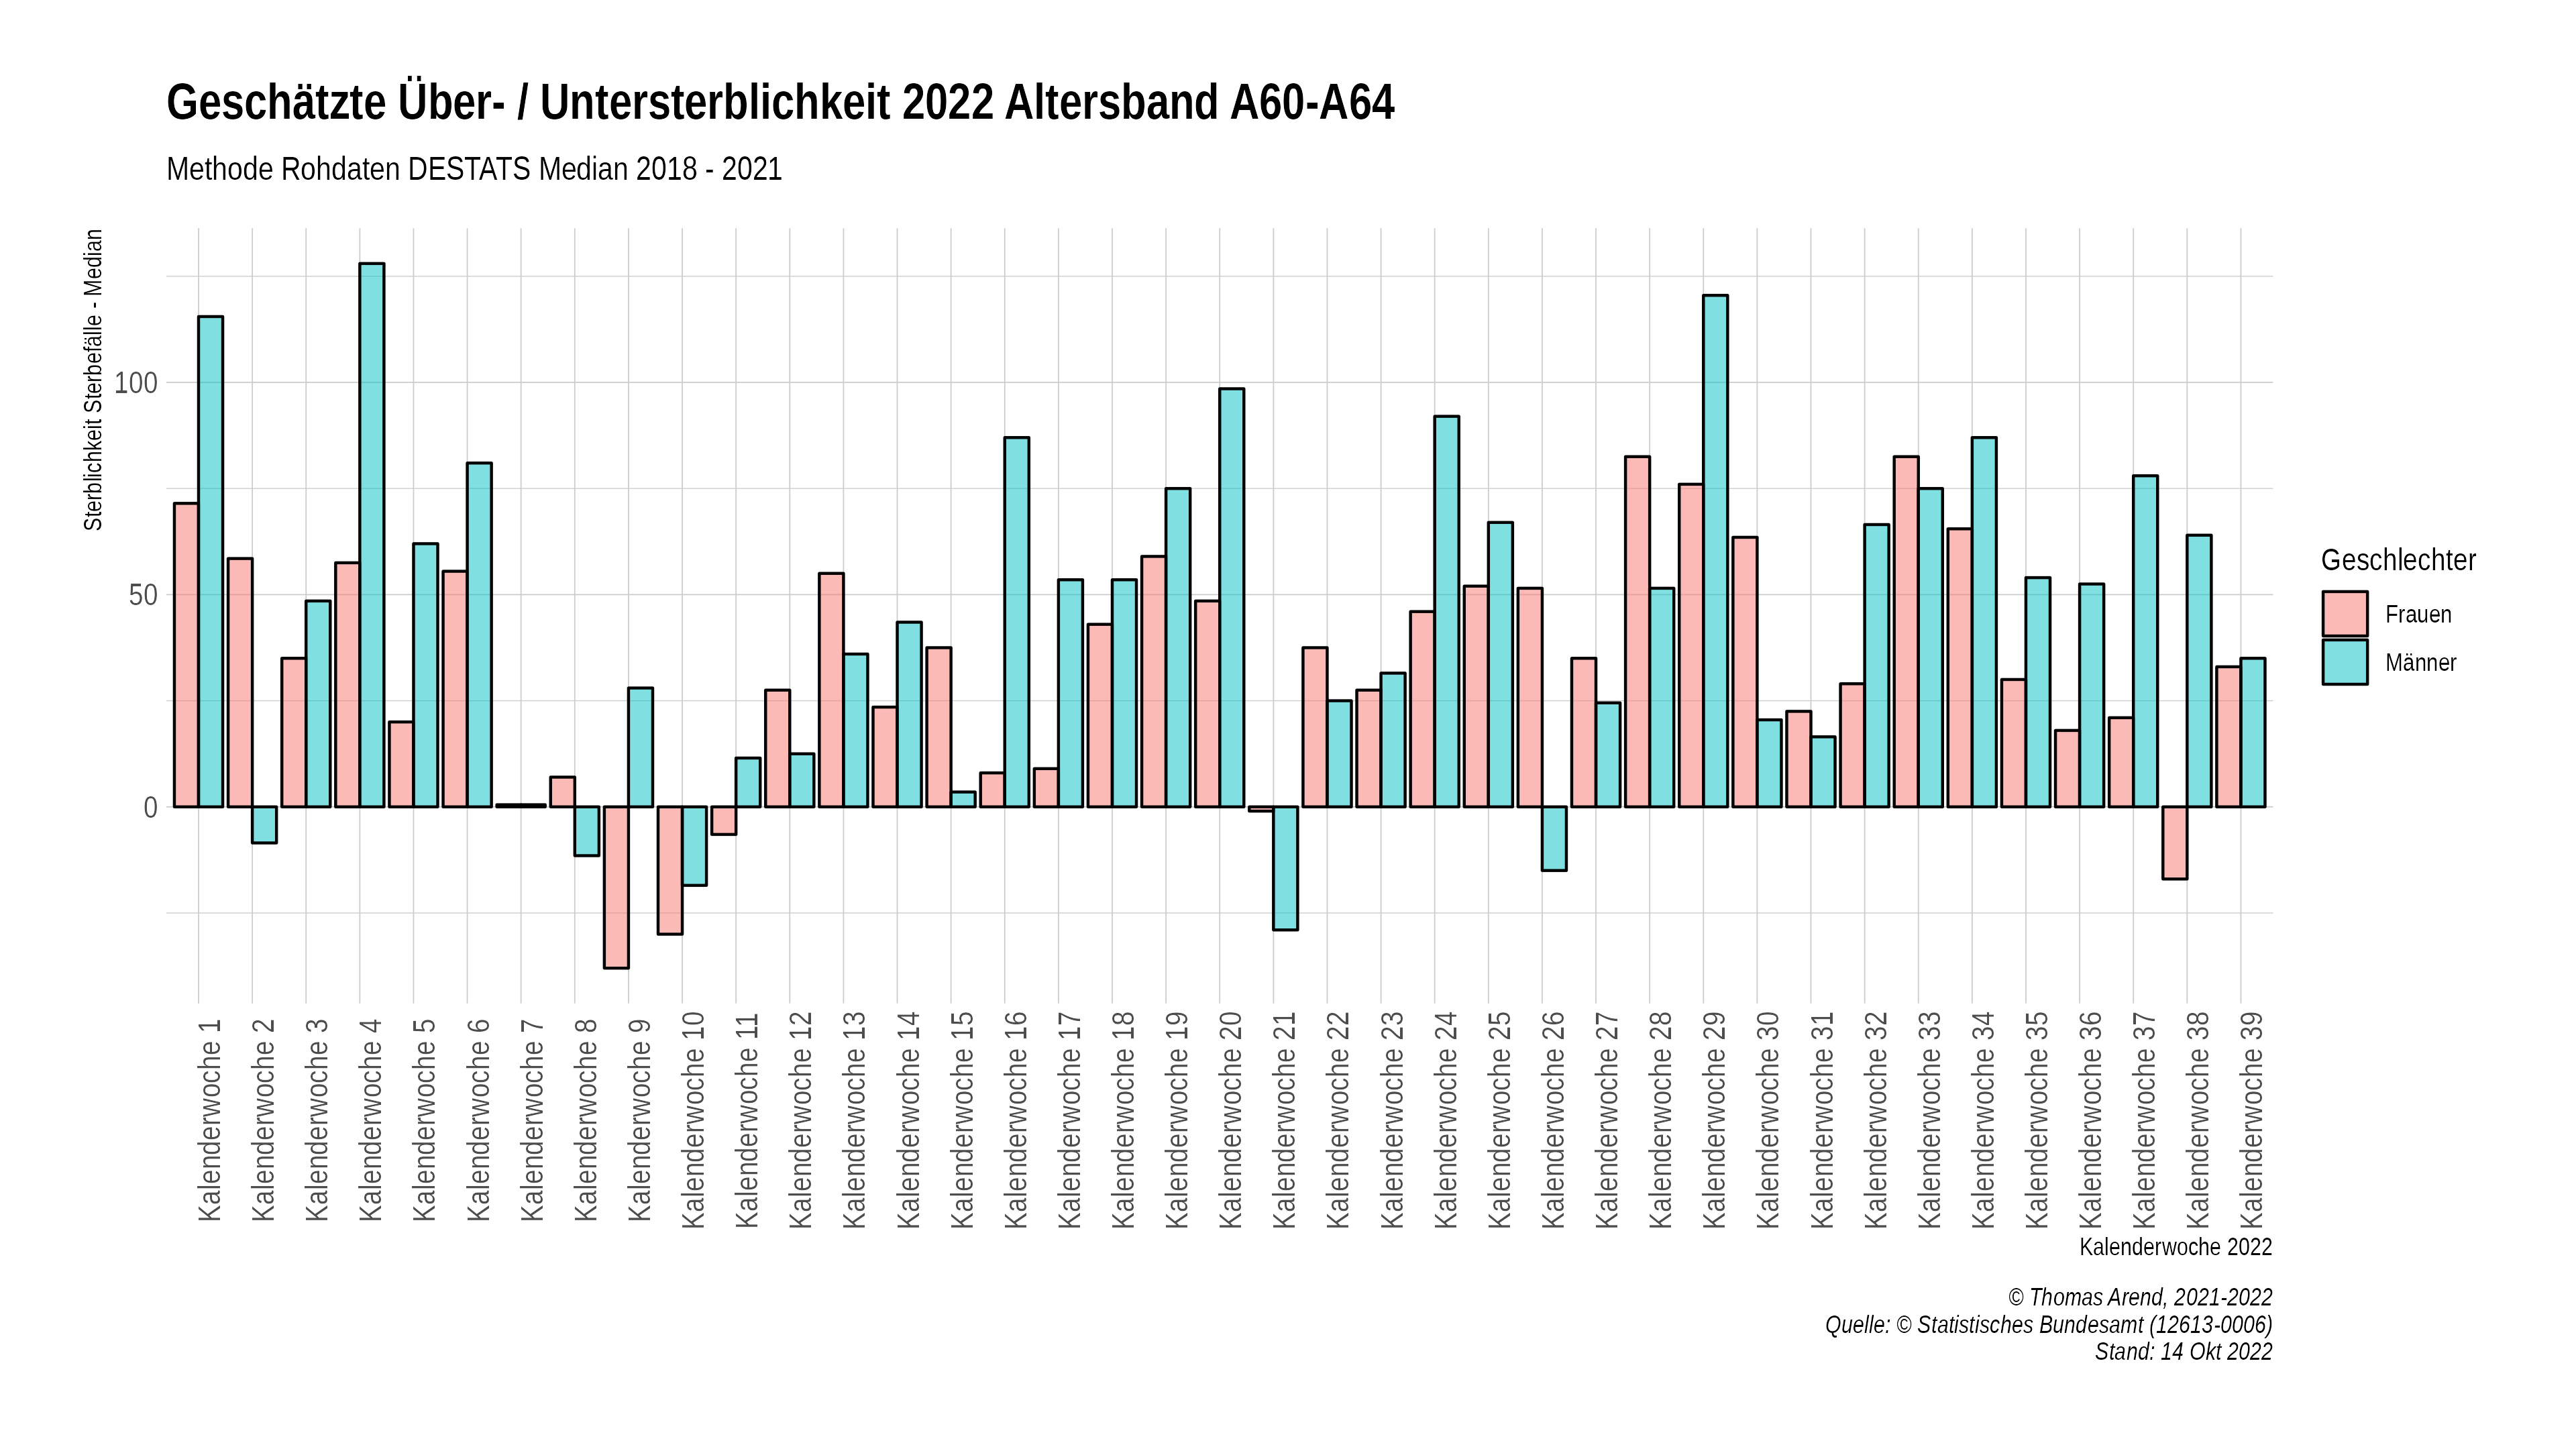 Geschätzte Über- / Untersterblichkeit 2022 Altersband A60-A64
Methode Rohdaten DESTATS Median 2018 - 2021
Sterblichkeit Sterbefälle - Median
100
50
0
Geschlechter
Frauen
Männer
Kalenderwoche 1
Kalenderwoche 2
Kalenderwoche 3
Kalenderwoche 4
Kalenderwoche 5
Kalenderwoche 6
Kalenderwoche 7
Kalenderwoche 8
Kalenderwoche 9
Kalenderwoche 10
Kalenderwoche 11
Kalenderwoche 12
Kalenderwoche 13
Kalenderwoche 14
Kalenderwoche 15
Kalenderwoche 16
Kalenderwoche 17
Kalenderwoche 18
Kalenderwoche 19
Kalenderwoche 20
Kalenderwoche 21
Kalenderwoche 22
Kalenderwoche 23
Kalenderwoche 24
Kalenderwoche 25
Kalenderwoche 26
Kalenderwoche 27
Kalenderwoche 28
Kalenderwoche 29
Kalenderwoche 30
Kalenderwoche 31
Kalenderwoche 32
Kalenderwoche 33
Kalenderwoche 34
Kalenderwoche 35
Kalenderwoche 36
Kalenderwoche 37
Kalenderwoche 38
Kalenderwoche 39
Kalenderwoche 2022
© Thomas Arend, 2021-2022
Quelle: © Statistisches Bundesamt (12613-0006)
Stand: 14 Okt 2022